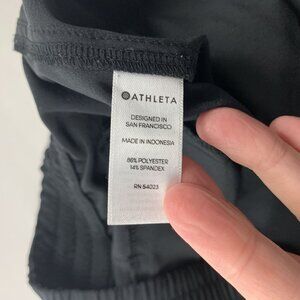 ATHLETA
DESIGNED IN
SAN FRANCISCO
MADE IN INDONESIA
86% POLYESTER
14% SPANDEX
RN 54023